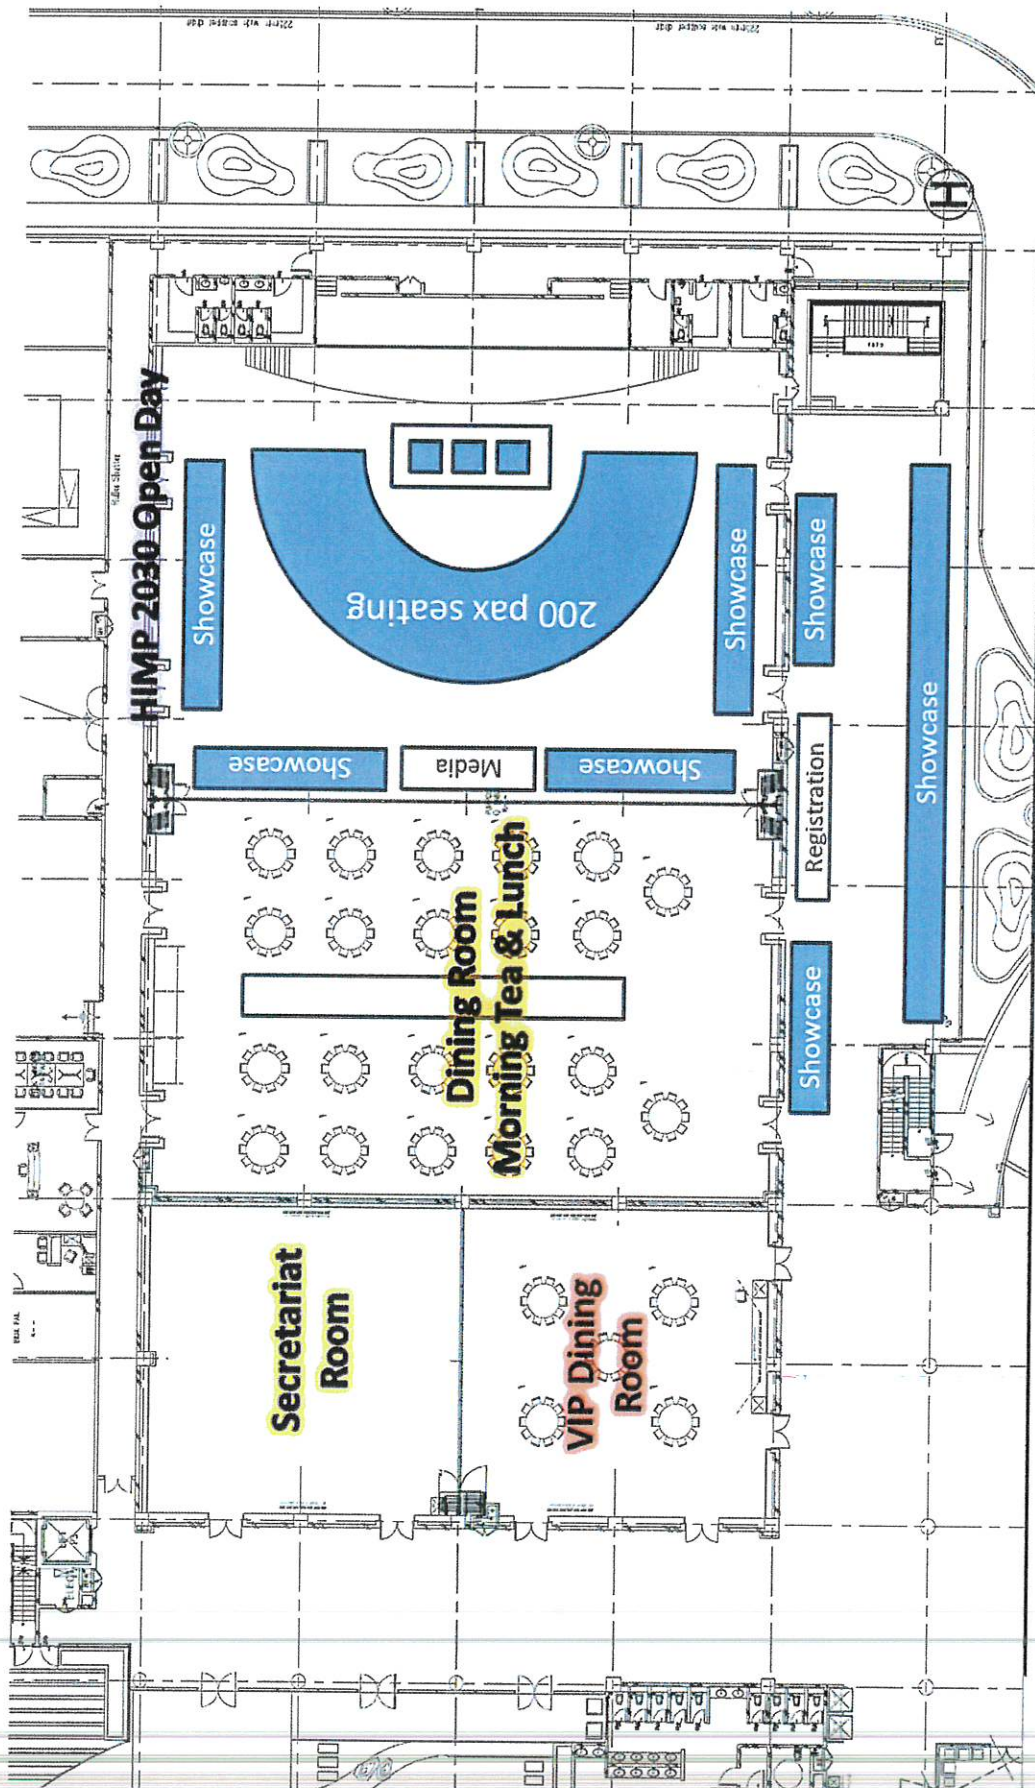 HIMP 2030 Open Day
Showcase
200 pax seating
Showcase
Showcase
Showcase
Showcase
Media
Showcase
Registration
Showcase
Dining Room
Morning Tea & Lunch
Secretariat
Room
VIP Dining
Room
H